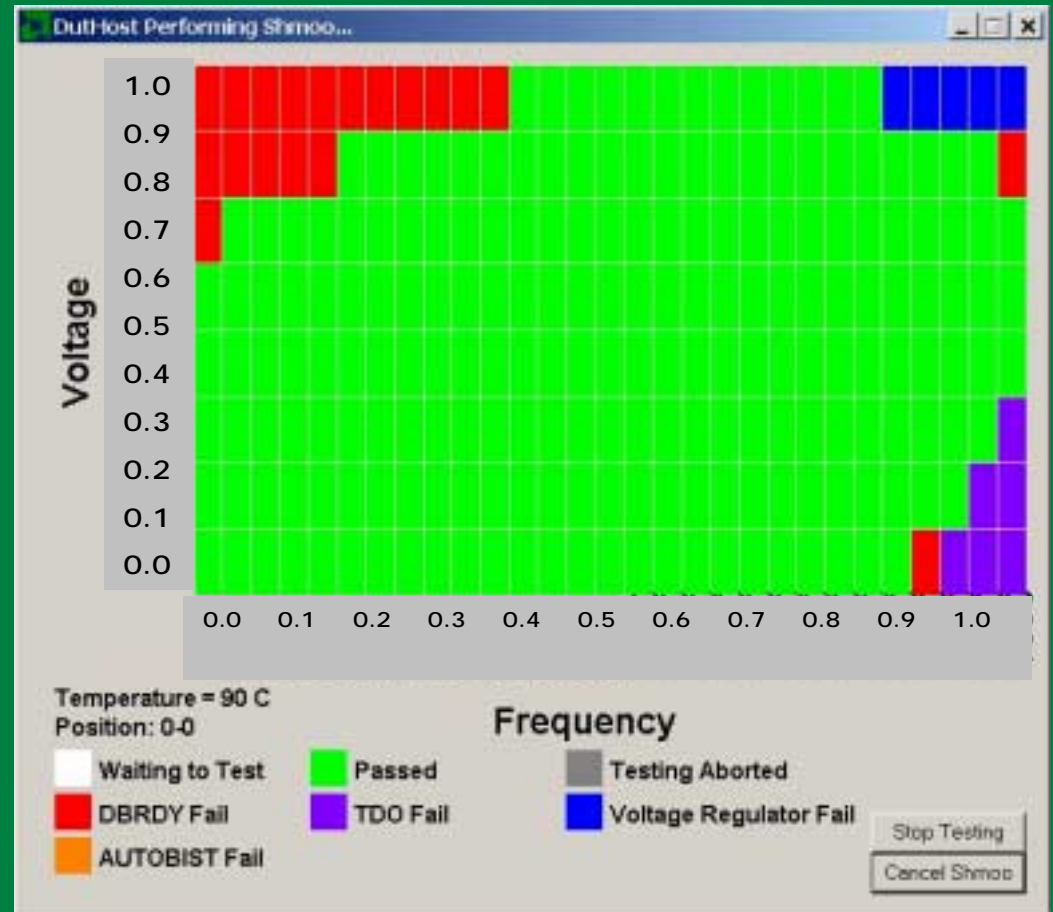 DutHost Performing Shmoo...
Voltage
1.0
0.9
0.8
0.7
0.6
0.5
0.4
0.3
0.2
0.1
0.0
0.0 0.1 0.2 0.3 0.4 0.5 0.6 0.7 0.8 0.9 1.0
Temperature = 90 C
Position: 0-0
Frequency
Waiting to Test Passed Testing Aborted
DBRDY Fail TDO Fail Voltage Regulator Fail
AUTOBIST Fail
Stop Testing
Cancel Shmoo